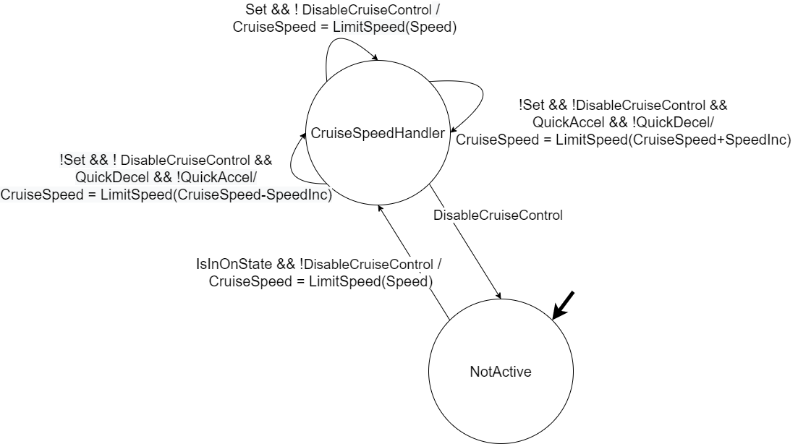 Set && ! DisableCruiseControl /
CruiseSpeed = LimitSpeed(Speed)
!Set && !DisableCruiseControl &&
QuickAccel && !QuickDecel/
CruiseSpeed = LimitSpeed(CruiseSpeed+SpeedInc)
CruiseSpeedHandler
!Set && ! DisableCruiseControl &&
QuickDecel && !QuickAccel/
CruiseSpeed = LimitSpeed(CruiseSpeed-SpeedInc)
DisableCruiseControl
IsInOnState && !DisableCruiseControl /
CruiseSpeed = LimitSpeed(Speed)
NotActive